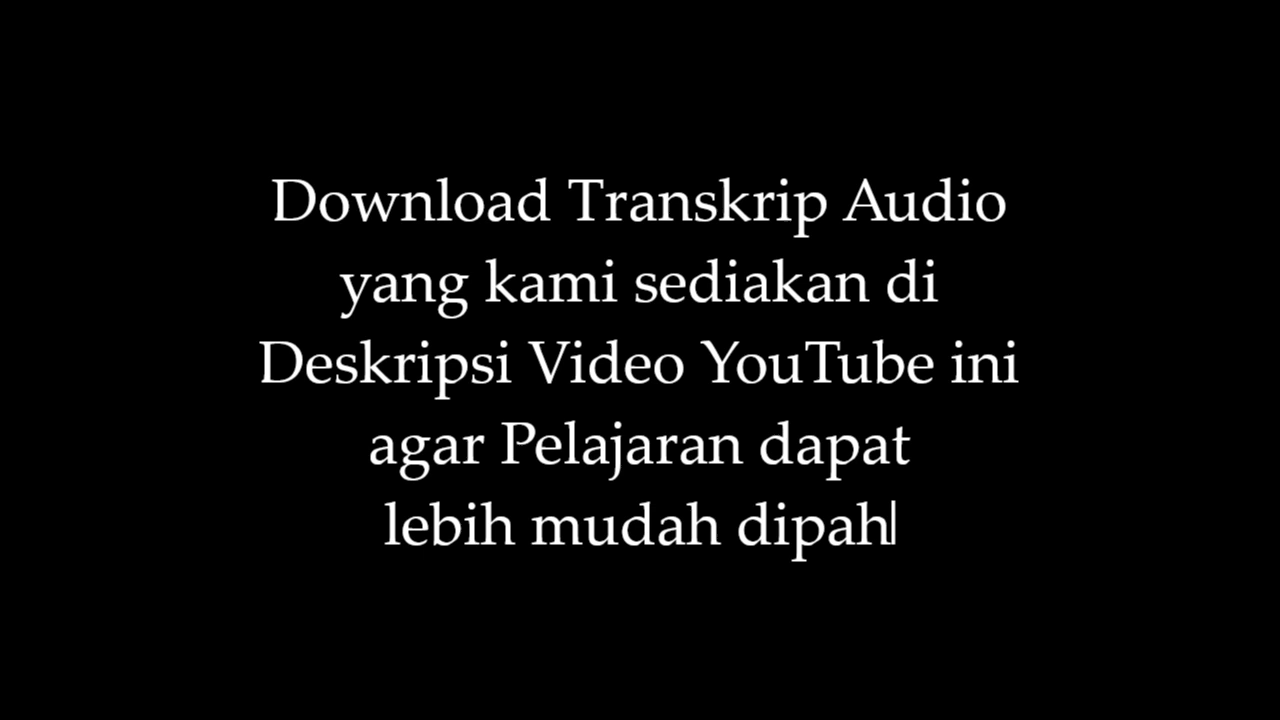 Download Transkrip Audio
yang kami sediakan di
Deskripsi Video YouTube ini
agar Pelajaran dapat
lebih mudah dipah